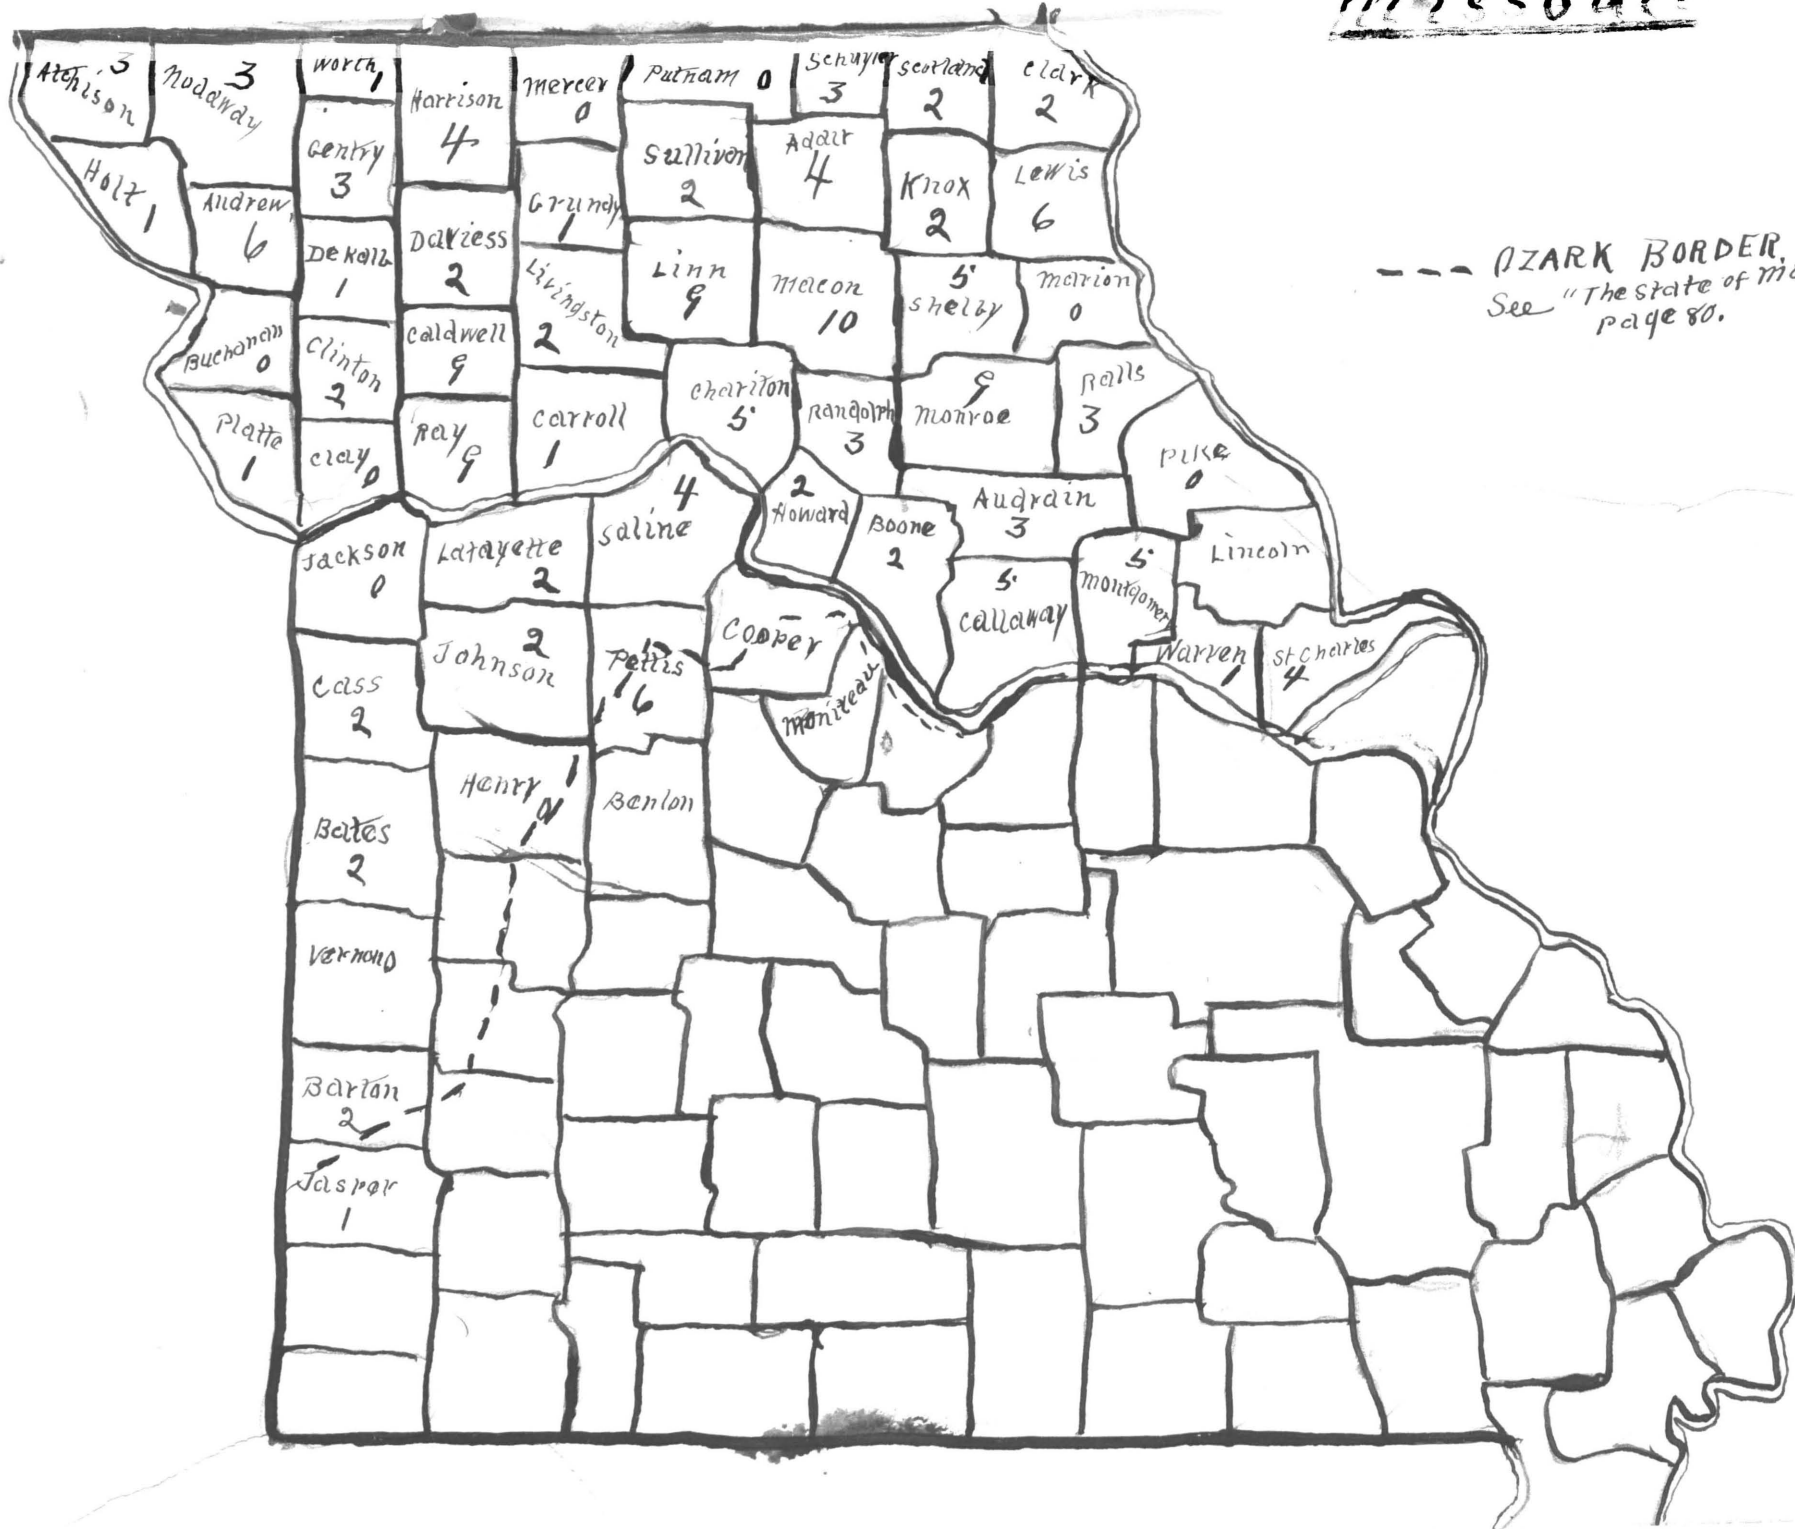 Missouri
Atchison 3
Nodaway 3
Worth 1
Harrison 4
Mercer 0
Putnam 0
Schuyler 3
Scotland 2
Clark 2
Holt 1
Andrew 6
Gentry 3
DeKalb 1
Daviess 2
Grundy 1
Sullivan 2
Adair 4
Knox 2
Lewis 6
Livingston 2
Linn 9
Macon 10
5 Shelby
Marion 0
--- OZARK BORDER.
See "The State of Mo
page 80.
Buchanan 0
Clinton 2
Caldwell 9
Chariton 5
Randolph 3
9 Monroe
Ralls 3
Platte 1
Clay 0
Ray 9
Carroll 1
Pike 0
4 Saline
2 Howard
Boone 2
Audrain 3
Jackson 0
Lafayette 2
5 Callaway
5 Montgomery
Lincoln
Johnson 2
Pettis 6
Cooper
Moniteau
Warren 1
St Charles 4
Cass 2
Henry
Benton
Bates 2
Vernon 0
Barton 2
Jasper 1